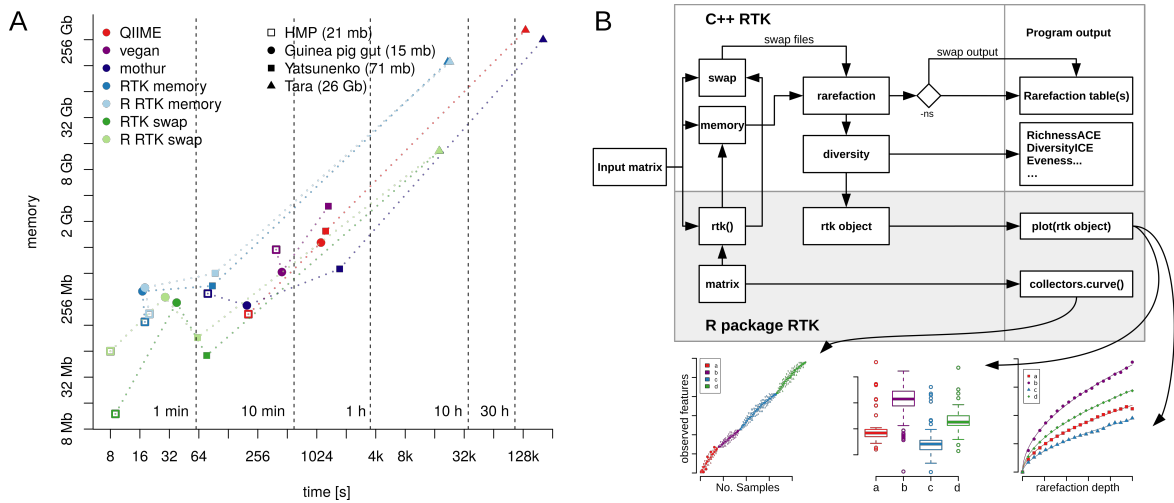 A
memory
256 Gb
32 Gb
8 Gb
2 Gb
256 Mb
32 Mb
8 Mb
QIIME
vegan
mothur
RTK memory
R RTK memory
RTK swap
R RTK swap
HMP (21 mb)
Guinea pig gut (15 mb)
Yatsunenko (71 mb)
Tara (26 Gb)
1 min
10 min
1 h
10 h
30 h
8 16 32 64 256 1024 4k 8k 32k 128k
time [s]
B
C++ RTK
Program output
swap files
swap output
swap
memory
rarefaction
-ns
Rarefaction table(s)
Input matrix
diversity
RichnessACE
DiversityICE
Eveness...
...
rtk()
rtk object
plot(rtk object)
matrix
collectors.curve()
R package RTK
observed features
a
b
c
d
No. Samples
a b c d
a
b
c
d
rarefaction depth